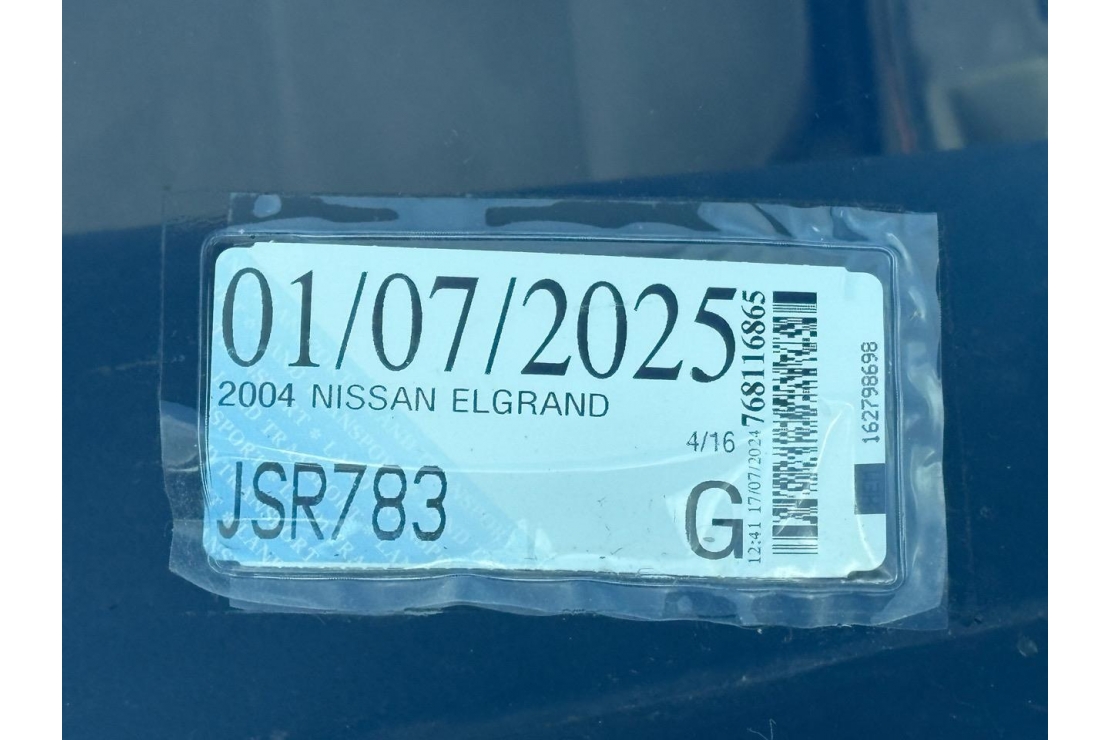 01/07/2025
2004 NISSAN ELGRAND
4/16
JSR783
G
12:41 17/07/2024 768116865
162798698